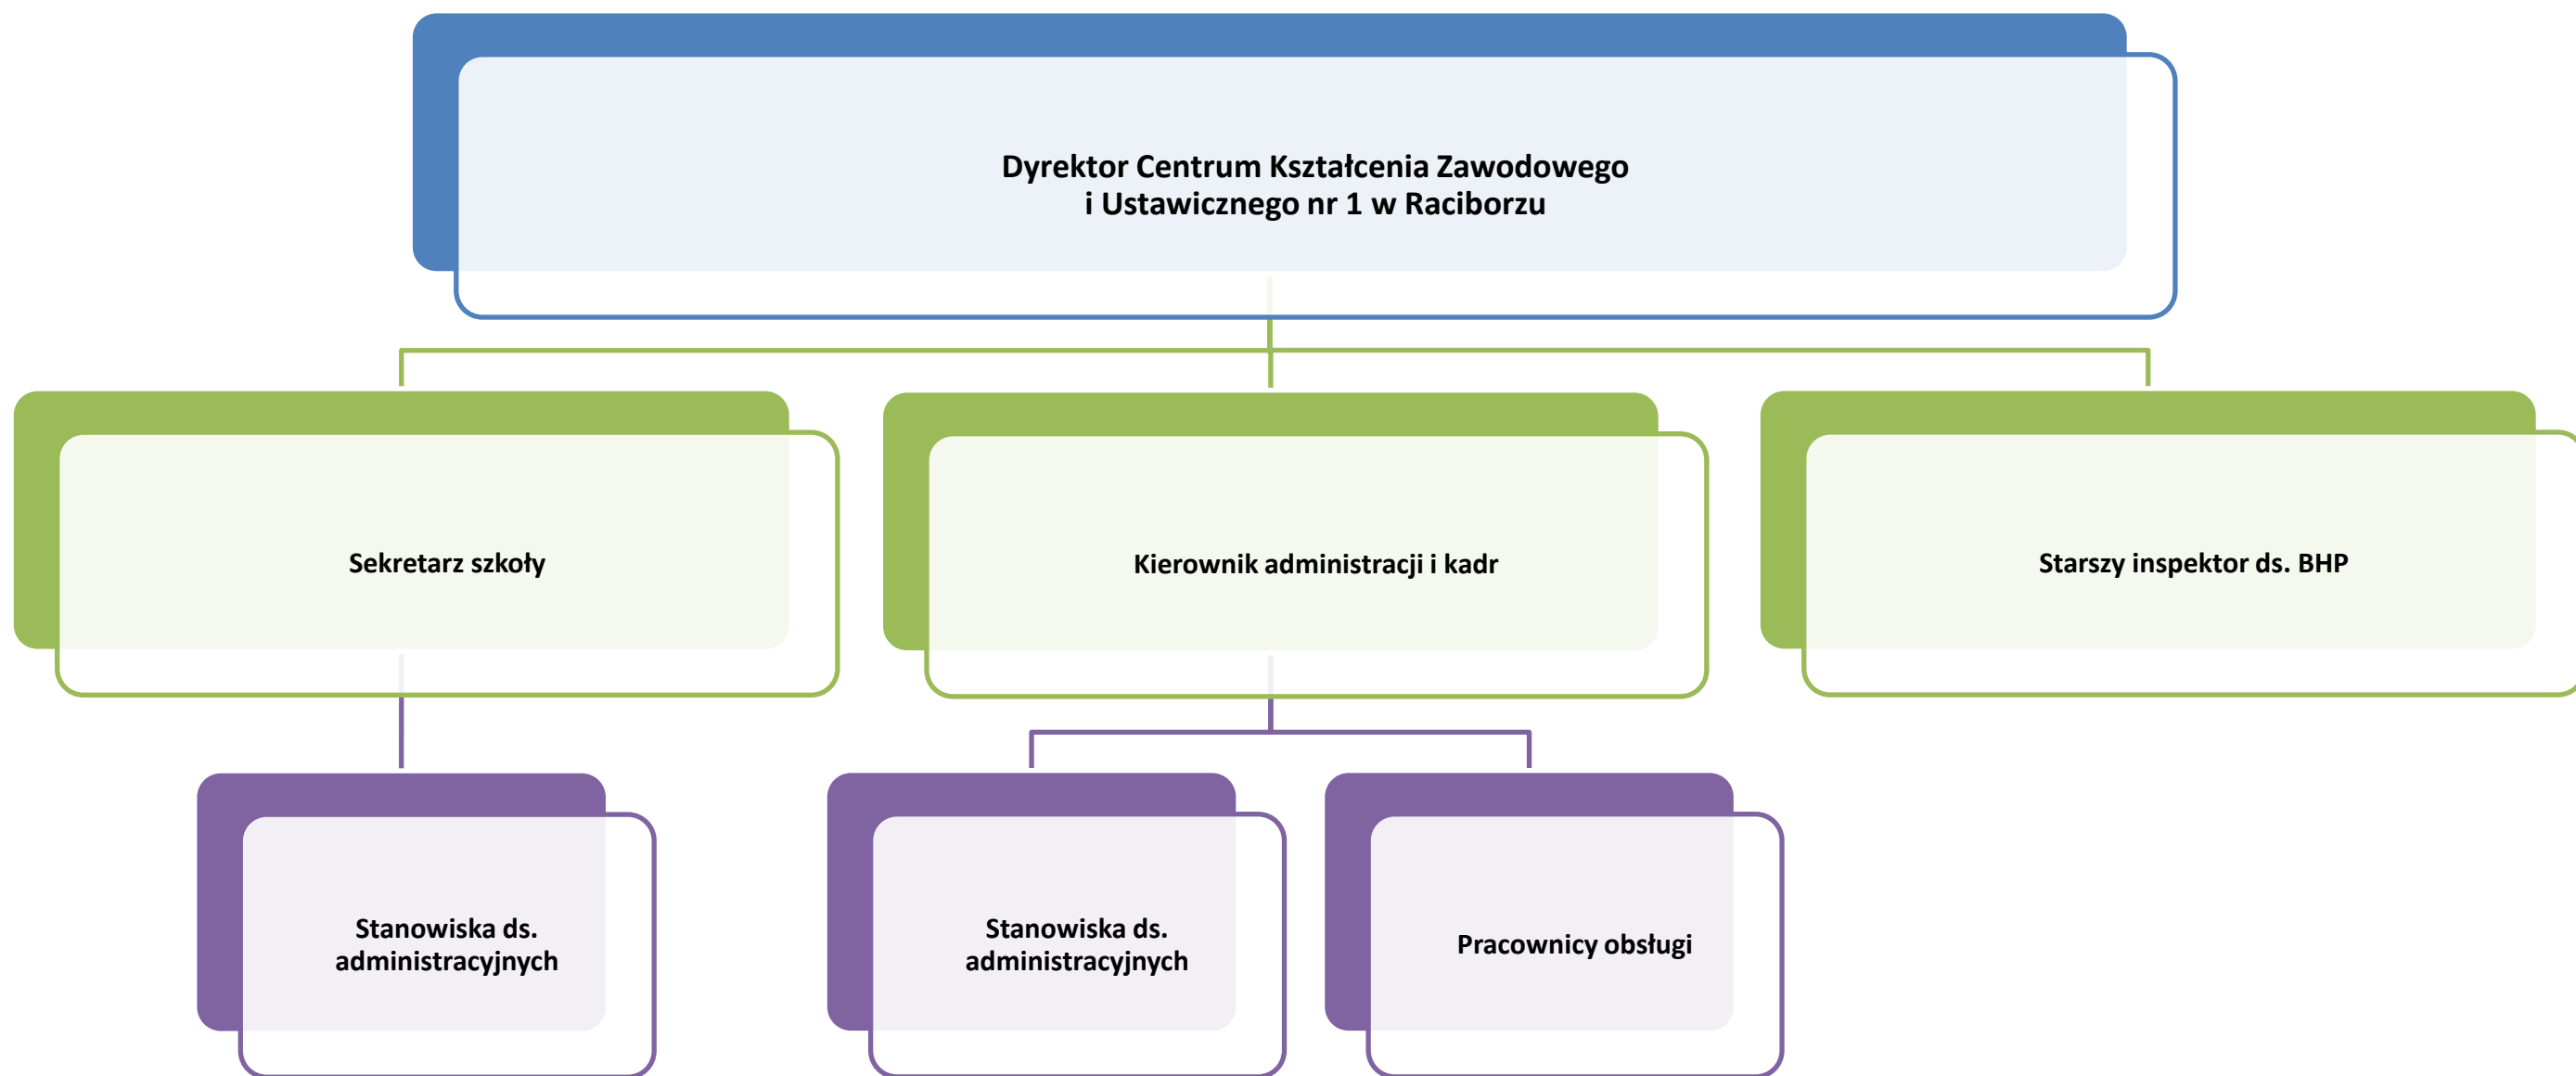 Dyrektor Centrum Kształcenia Zawodowego
i Ustawicznego nr 1 w Raciborzu
Sekretarz szkoły
Kierownik administracji i kadr
Starszy inspektor ds. BHP
Stanowiska ds.
administracyjnych
Stanowiska ds.
administracyjnych
Pracownicy obsługi